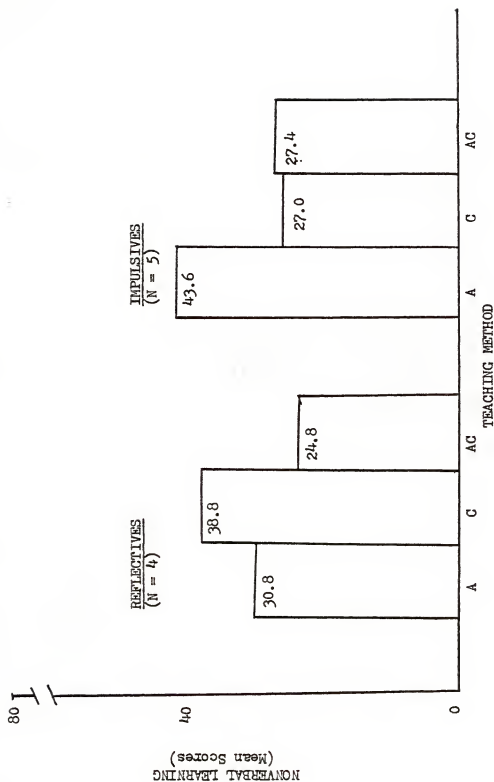 NONVERBAL LEARNING
(Mean Scores)
80
40
0
REFLECTIVES
(N = 4)
30.8
38.8
24.8
IMPULSIVES
(N = 5)
43.6
27.0
27.4
A C AC A C AC
TEACHING METHOD